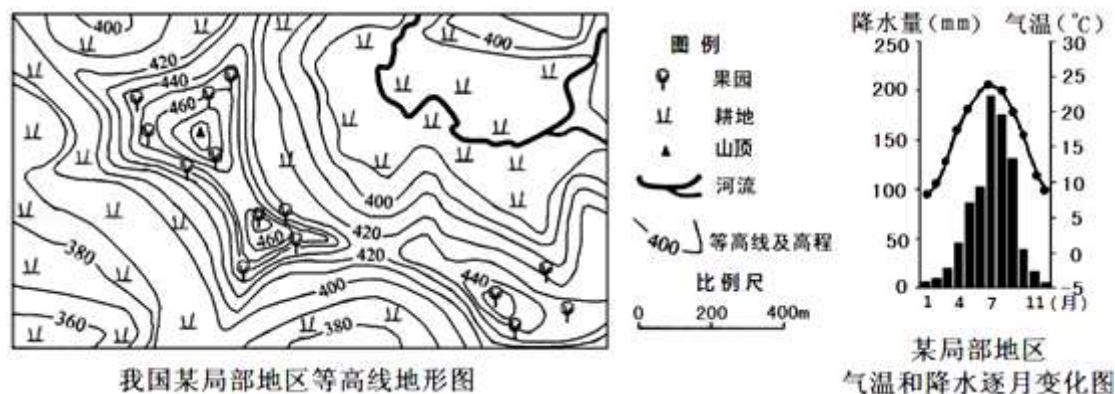 400
420
440
460
460
400
400
420
420
440
400
380
380
360
我国某局部地区等高线地形图
图 例
果园
耕地
山顶
河流
400 等高线及高程
比 例 尺
0 200 400m
降水量(mm) 气温(℃)
250 30
25
200 20
150 15
100 10
5
50 0
0 -5
1 4 7 11 (月)
某局部地区
气温和降水逐月变化图